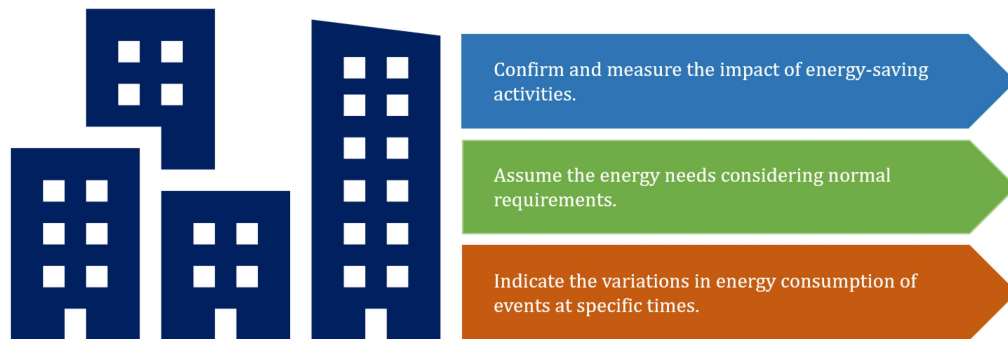 Confirm and measure the impact of energy-saving
activities.
Assume the energy needs considering normal
requirements.
Indicate the variations in energy consumption of
events at specific times.